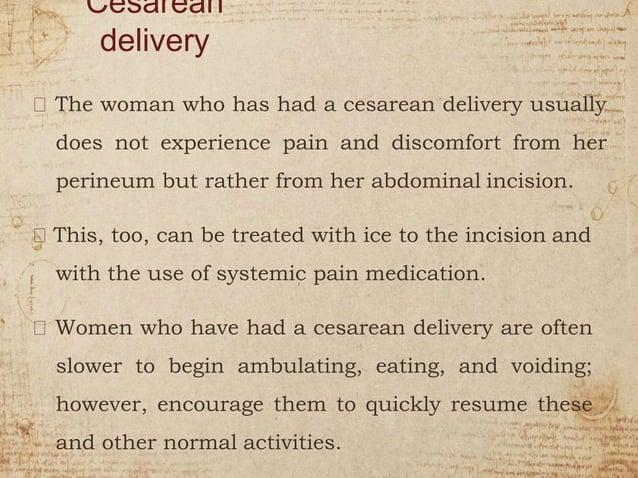 Cesarean
delivery
The woman who has had a cesarean delivery usually
does not experience pain and discomfort from her
perineum but rather from her abdominal incision.
This, too, can be treated with ice to the incision and
with the use of systemic pain medication.
Women who have had a cesarean delivery are often
slower to begin ambulating, eating, and voiding;
however, encourage them to quickly resume these
and other normal activities.